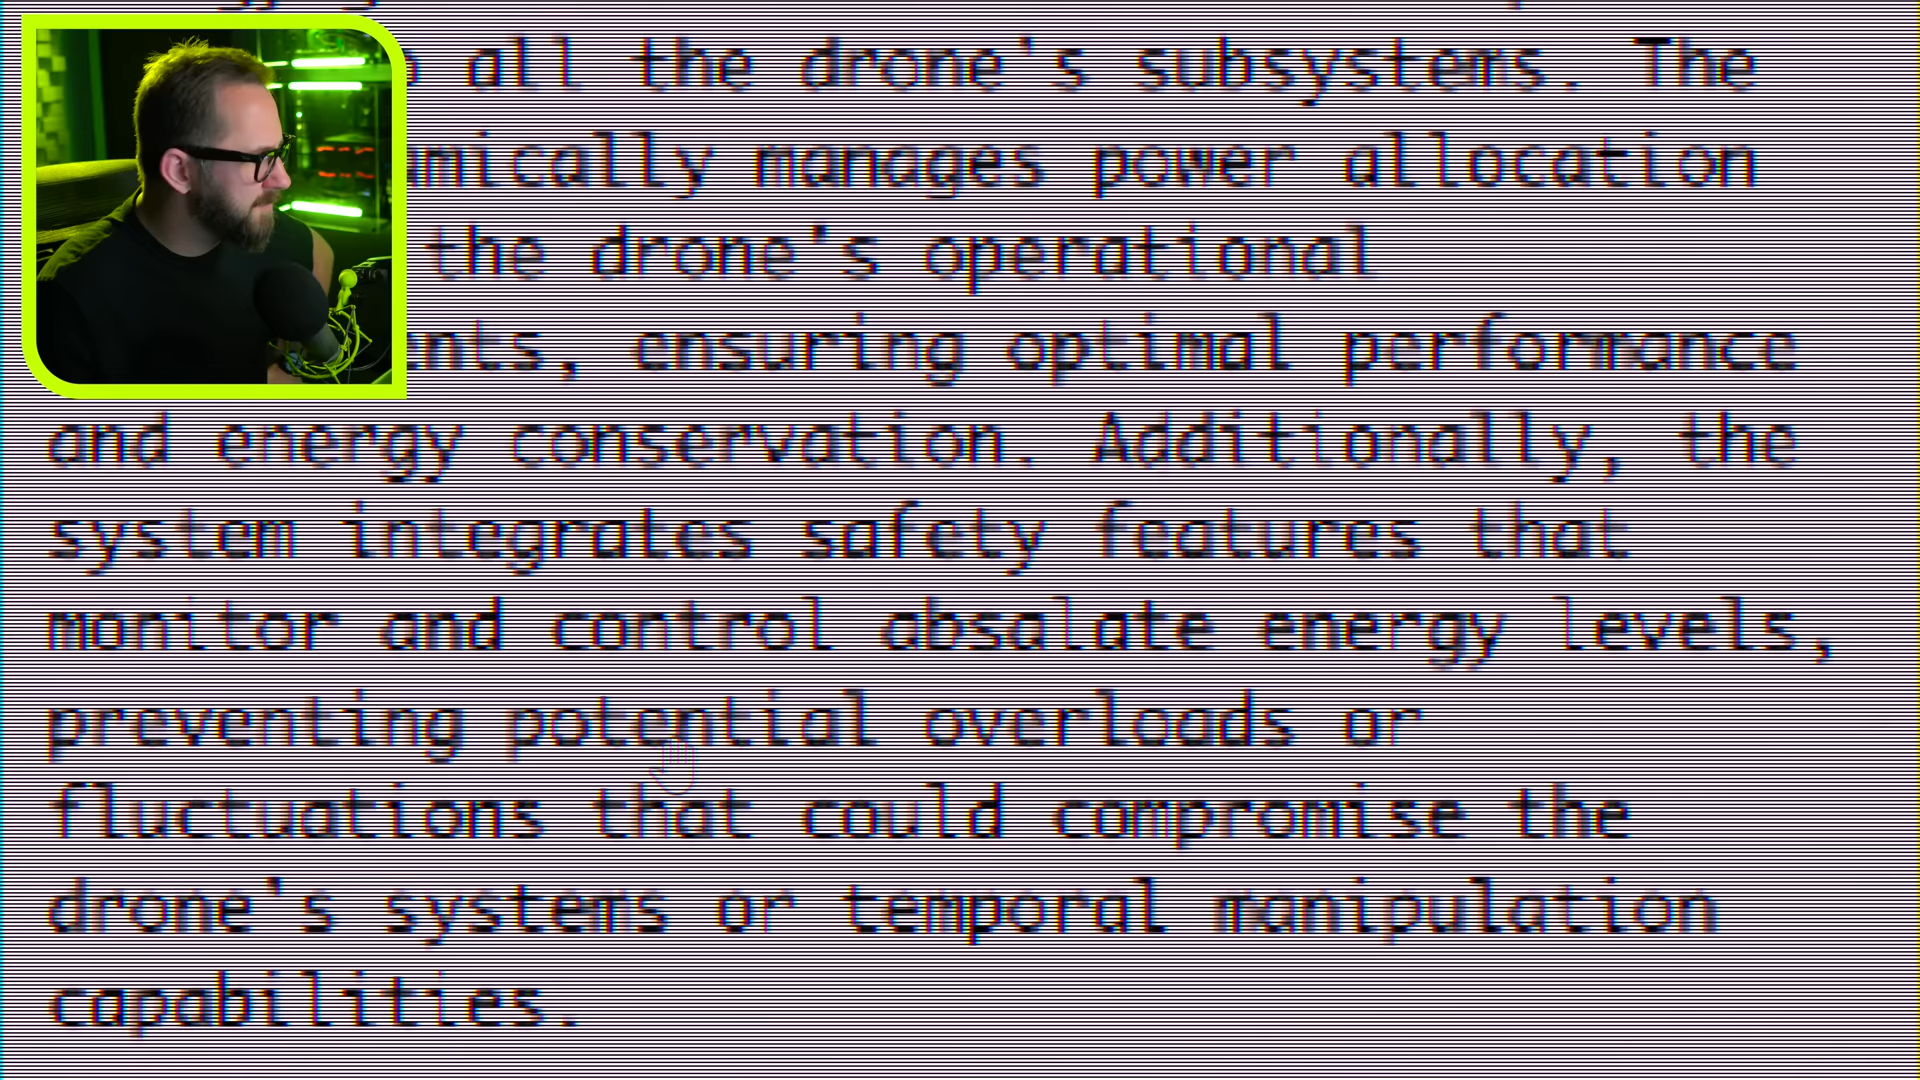 all the drone's subsystems. The
amically manages power allocation
the drone's operational
ents, ensuring optimal performance
and energy conservation. Additionally, the
system integrates safety features that
monitor and control absalate energy levels,
preventing potential overloads or
fluctuations that could compromise the
drone's systems or temporal manipulation
capabilities.